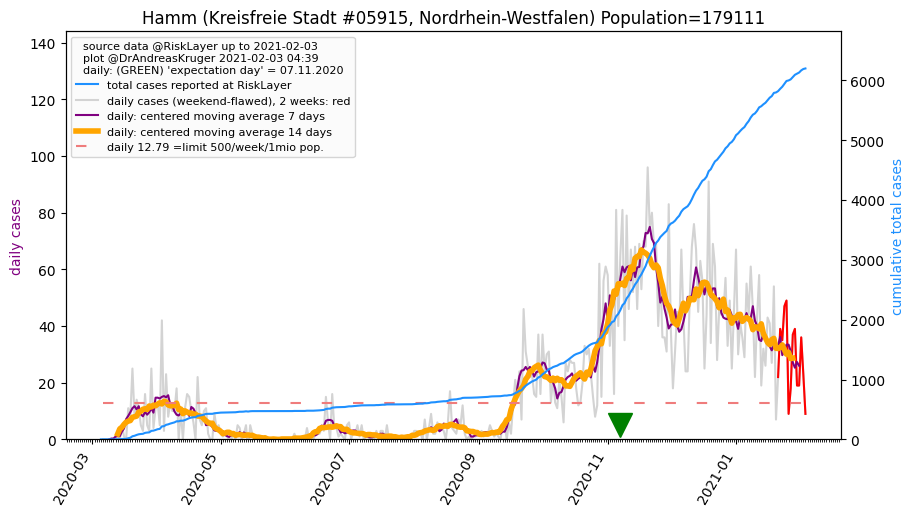 Hamm (Kreisfreie Stadt #05915, Nordrhein-Westfalen) Population=179111
source data @RiskLayer up to 2021-02-03
plot @DrAndreasKruger 2021-02-03 04:39
daily: (GREEN) 'expectation day' = 07.11.2020
total cases reported at RiskLayer
daily cases (weekend-flawed), 2 weeks: red
daily: centered moving average 7 days
daily: centered moving average 14 days
daily 12.79 =limit 500/week/1mio pop.
daily cases
140
120
100
80
60
40
20
0
cumulative total cases
6000
5000
4000
3000
2000
1000
0
2020-03
2020-05
2020-07
2020-09
2020-11
2021-01